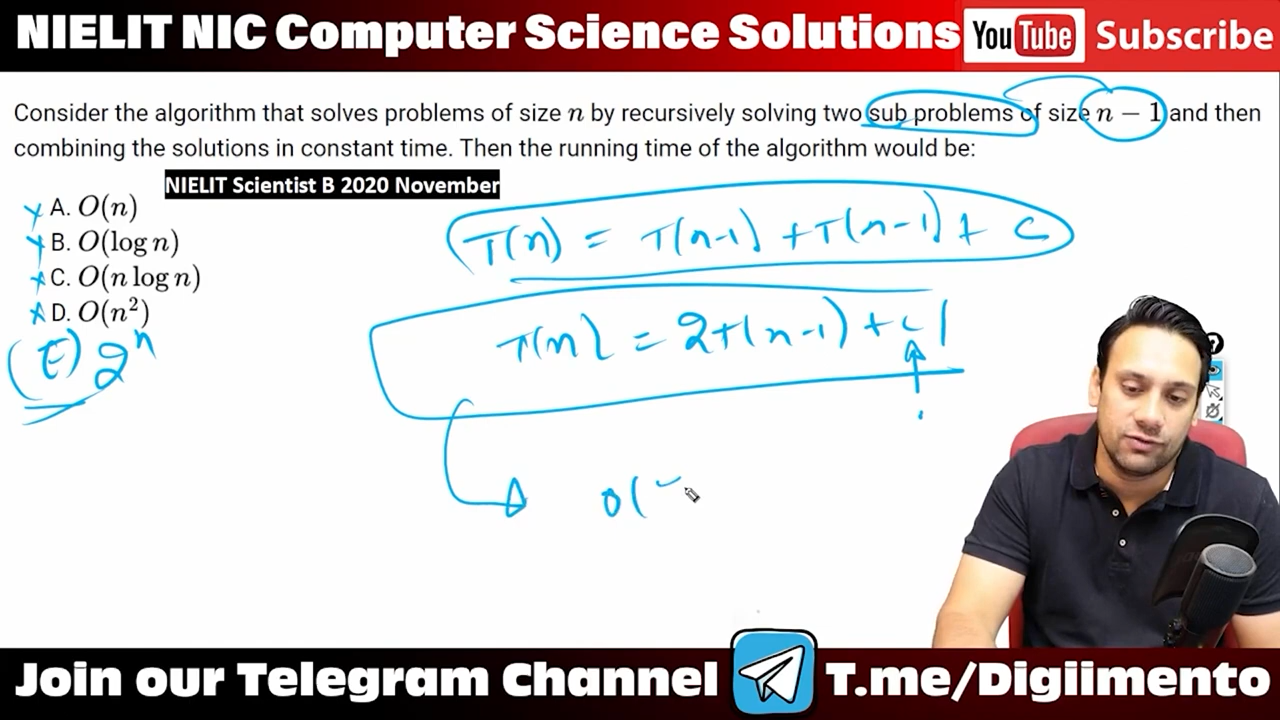 NIELIT NIC Computer Science Solutions YouTube Subscribe
Consider the algorithm that solves problems of size n by recursively solving two sub problems of size n − 1 and then
combining the solutions in constant time. Then the running time of the algorithm would be:
NIELIT Scientist B 2020 November
A. O(n)
B. O(log n)
C. O(n log n)
D. O(n²)
(E) 2ⁿ
T(n) = T(n-1) + T(n-1) + C
T(n) = 2T(n-1) + C
O(
Join our Telegram Channel T.me/Digiimento